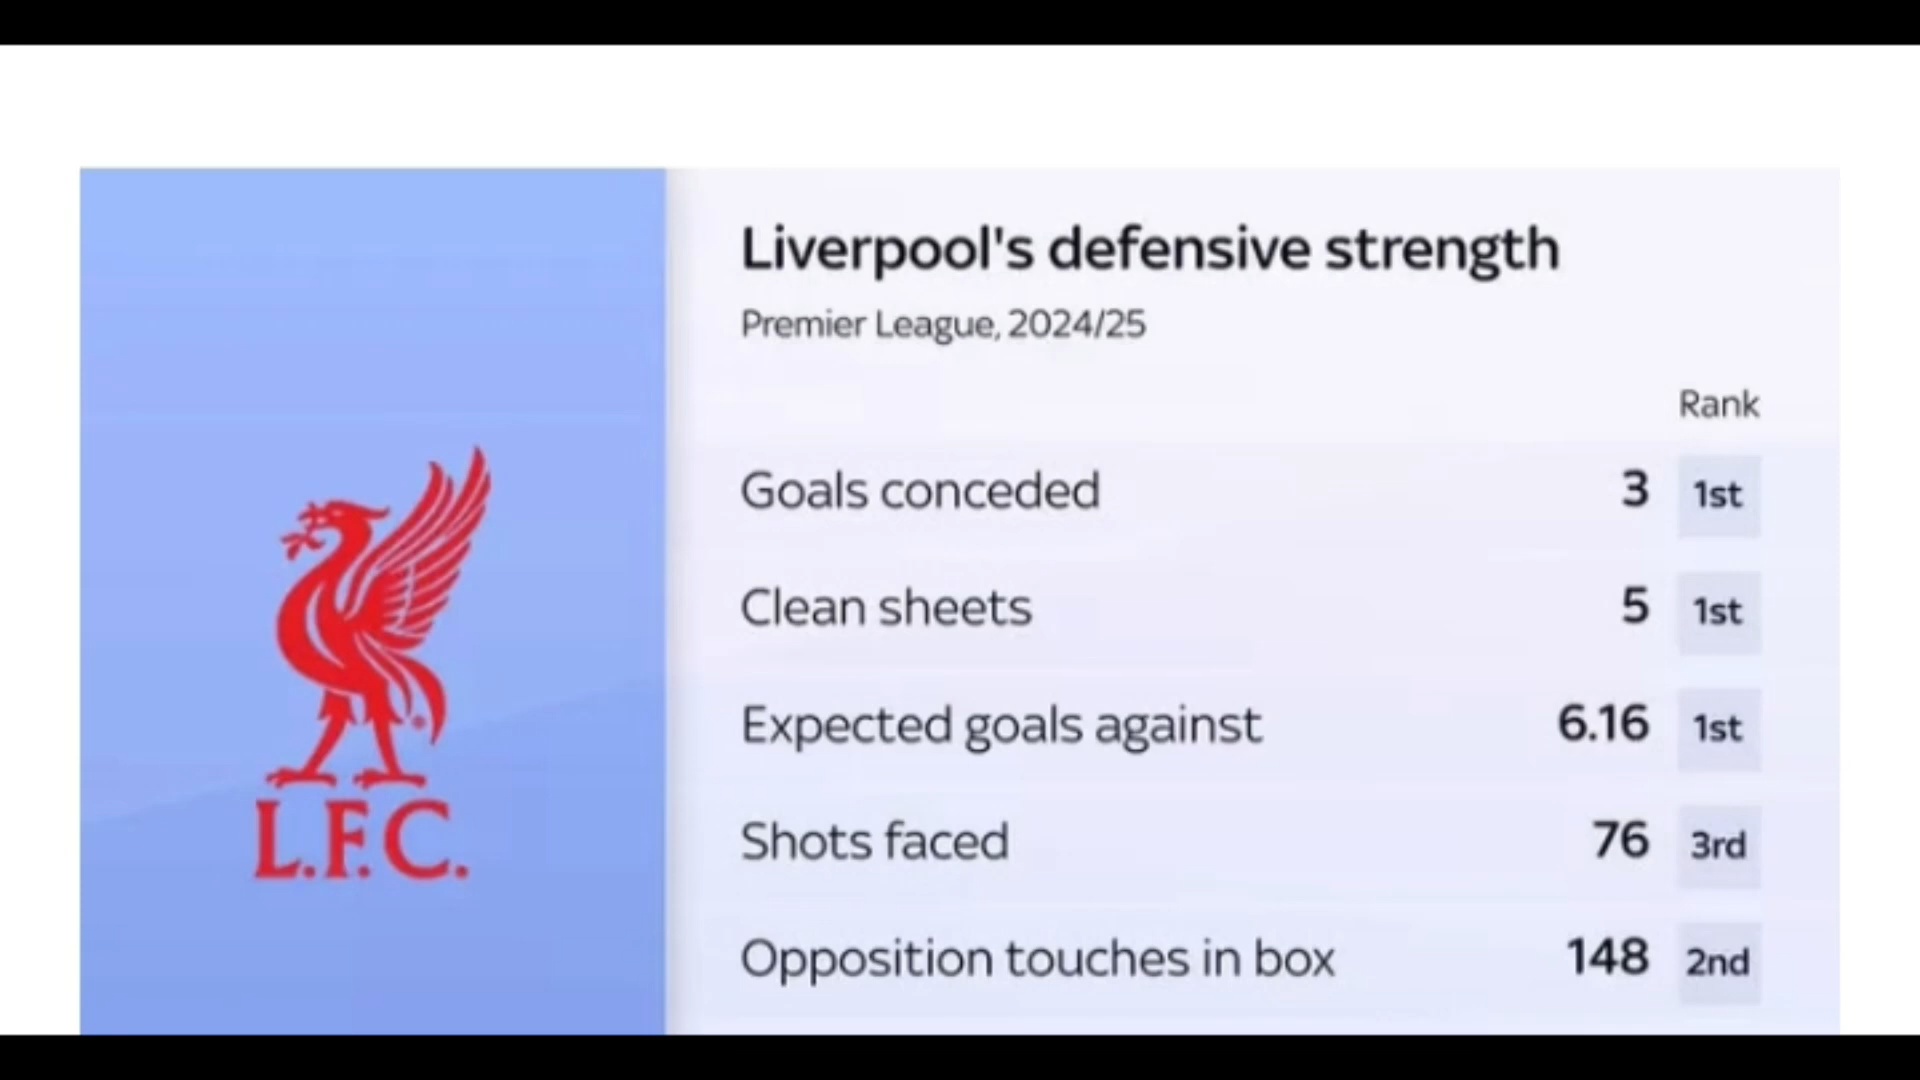 Liverpool's defensive strength
Premier League, 2024/25
Rank
Goals conceded 3 1st
Clean sheets 5 1st
Expected goals against 6.16 1st
Shots faced 76 3rd
Opposition touches in box 148 2nd
L.F.C.